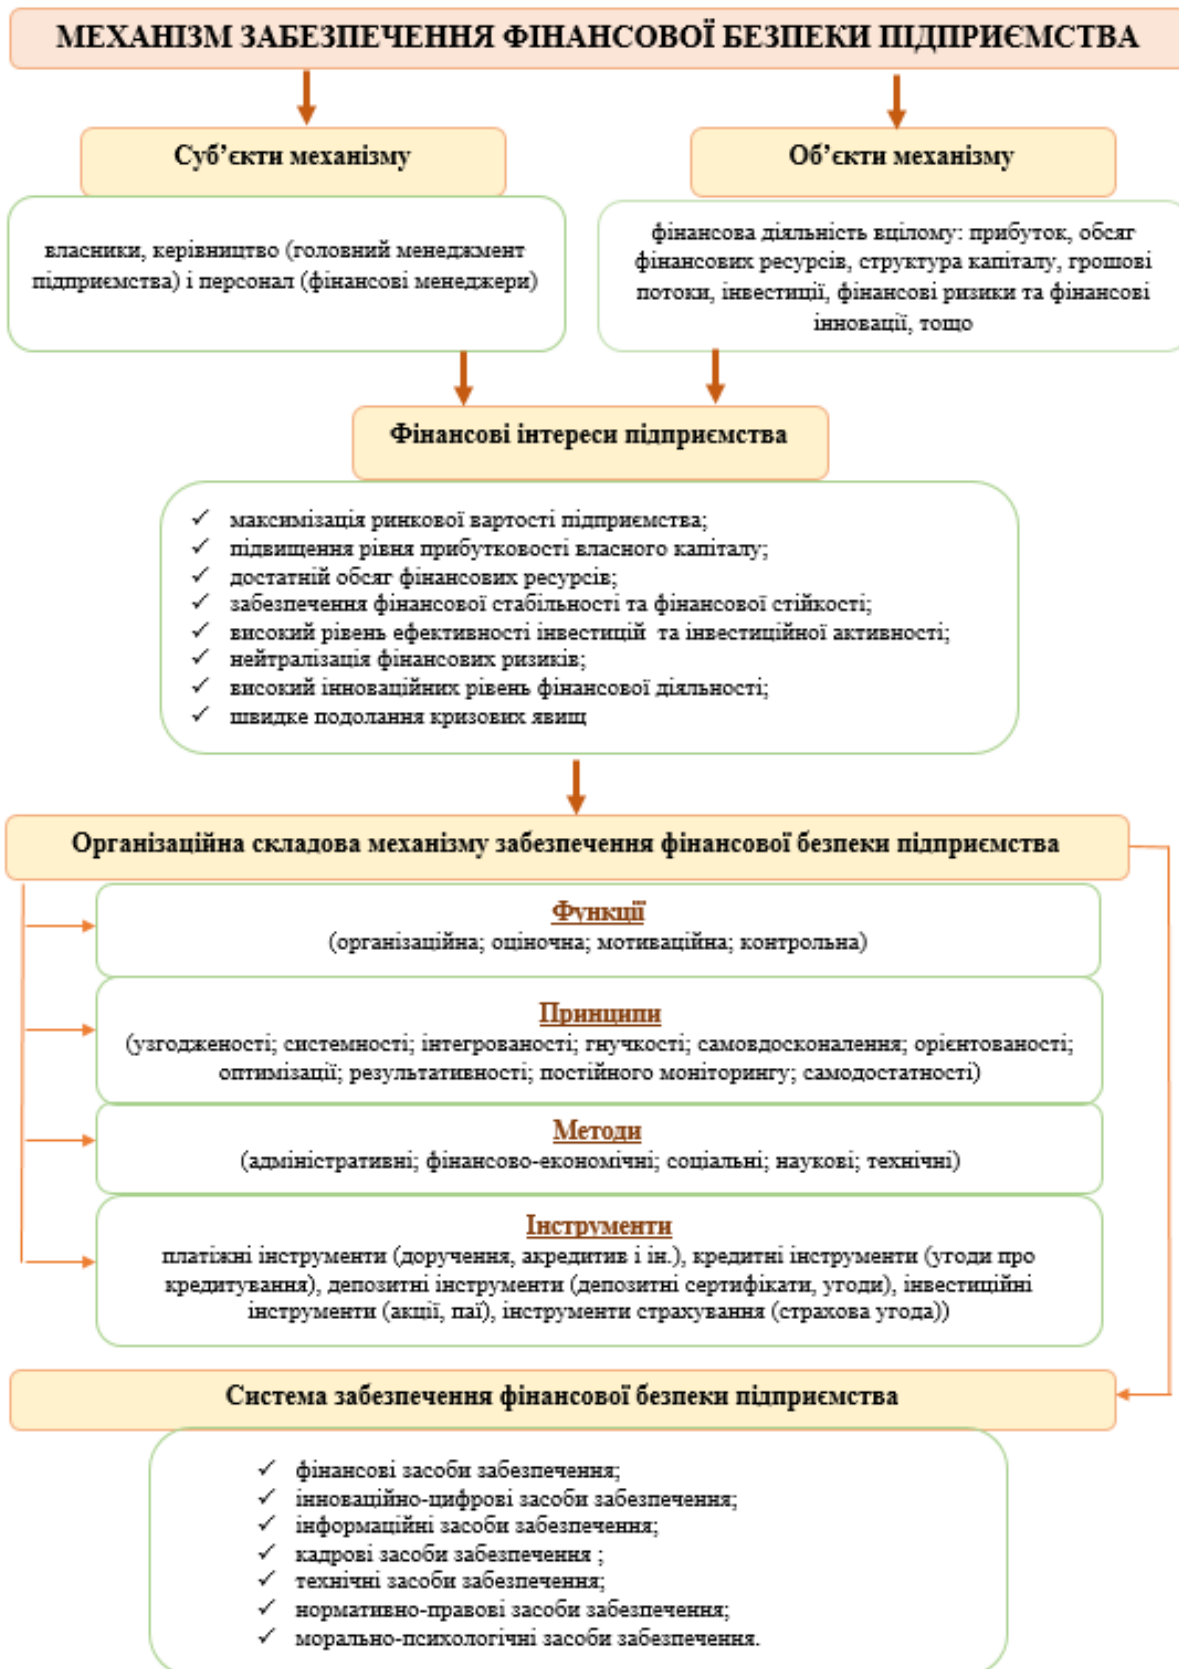 МЕХАНІЗМ ЗАБЕЗПЕЧЕННЯ ФІНАНСОВОЇ БЕЗПЕКИ ПІДПРИЄМСТВА
Суб’єкти механізму
власники, керівництво (головний менеджмент
підприємства) і персонал (фінансові менеджери)
Об’єкти механізму
фінансова діяльність вцілому: прибуток, обсяг
фінансових ресурсів, структура капіталу, грошові
потоки, інвестиції, фінансові ризики та фінансові
інновації, тощо
Фінансові інтереси підприємства
✓ максимізація ринкової вартості підприємства;
✓ підвищення рівня прибутковості власного капіталу;
✓ достатній обсяг фінансових ресурсів;
✓ забезпечення фінансової стабільності та фінансової стійкості;
✓ високий рівень ефективності інвестицій та інвестиційної активності;
✓ нейтралізація фінансових ризиків;
✓ високий інноваційних рівень фінансової діяльності;
✓ швидке подолання кризових явищ
Організаційна складова механізму забезпечення фінансової безпеки підприємства
Функції
(організаційна; оціночна; мотиваційна; контрольна)
Принципи
(узгодженості; системності; інтегрованості; гнучкості; самовдосконалення; орієнтованості;
оптимізації; результативності; постійного моніторингу; самодостатності)
Методи
(адміністративні; фінансово-економічні; соціальні; наукові; технічні)
Інструменти
платіжні інструменти (доручення, акредитив і ін.), кредитні інструменти (угоди про
кредитування), депозитні інструменти (депозитні сертифікати, угоди), інвестиційні
інструменти (акції, паї), інструменти страхування (страхова угода))
Система забезпечення фінансової безпеки підприємства
✓ фінансові засоби забезпечення;
✓ інноваційно-цифрові засоби забезпечення;
✓ інформаційні засоби забезпечення;
✓ кадрові засоби забезпечення ;
✓ технічні засоби забезпечення;
✓ нормативно-правові засоби забезпечення;
✓ морально-психологічні засоби забезпечення.